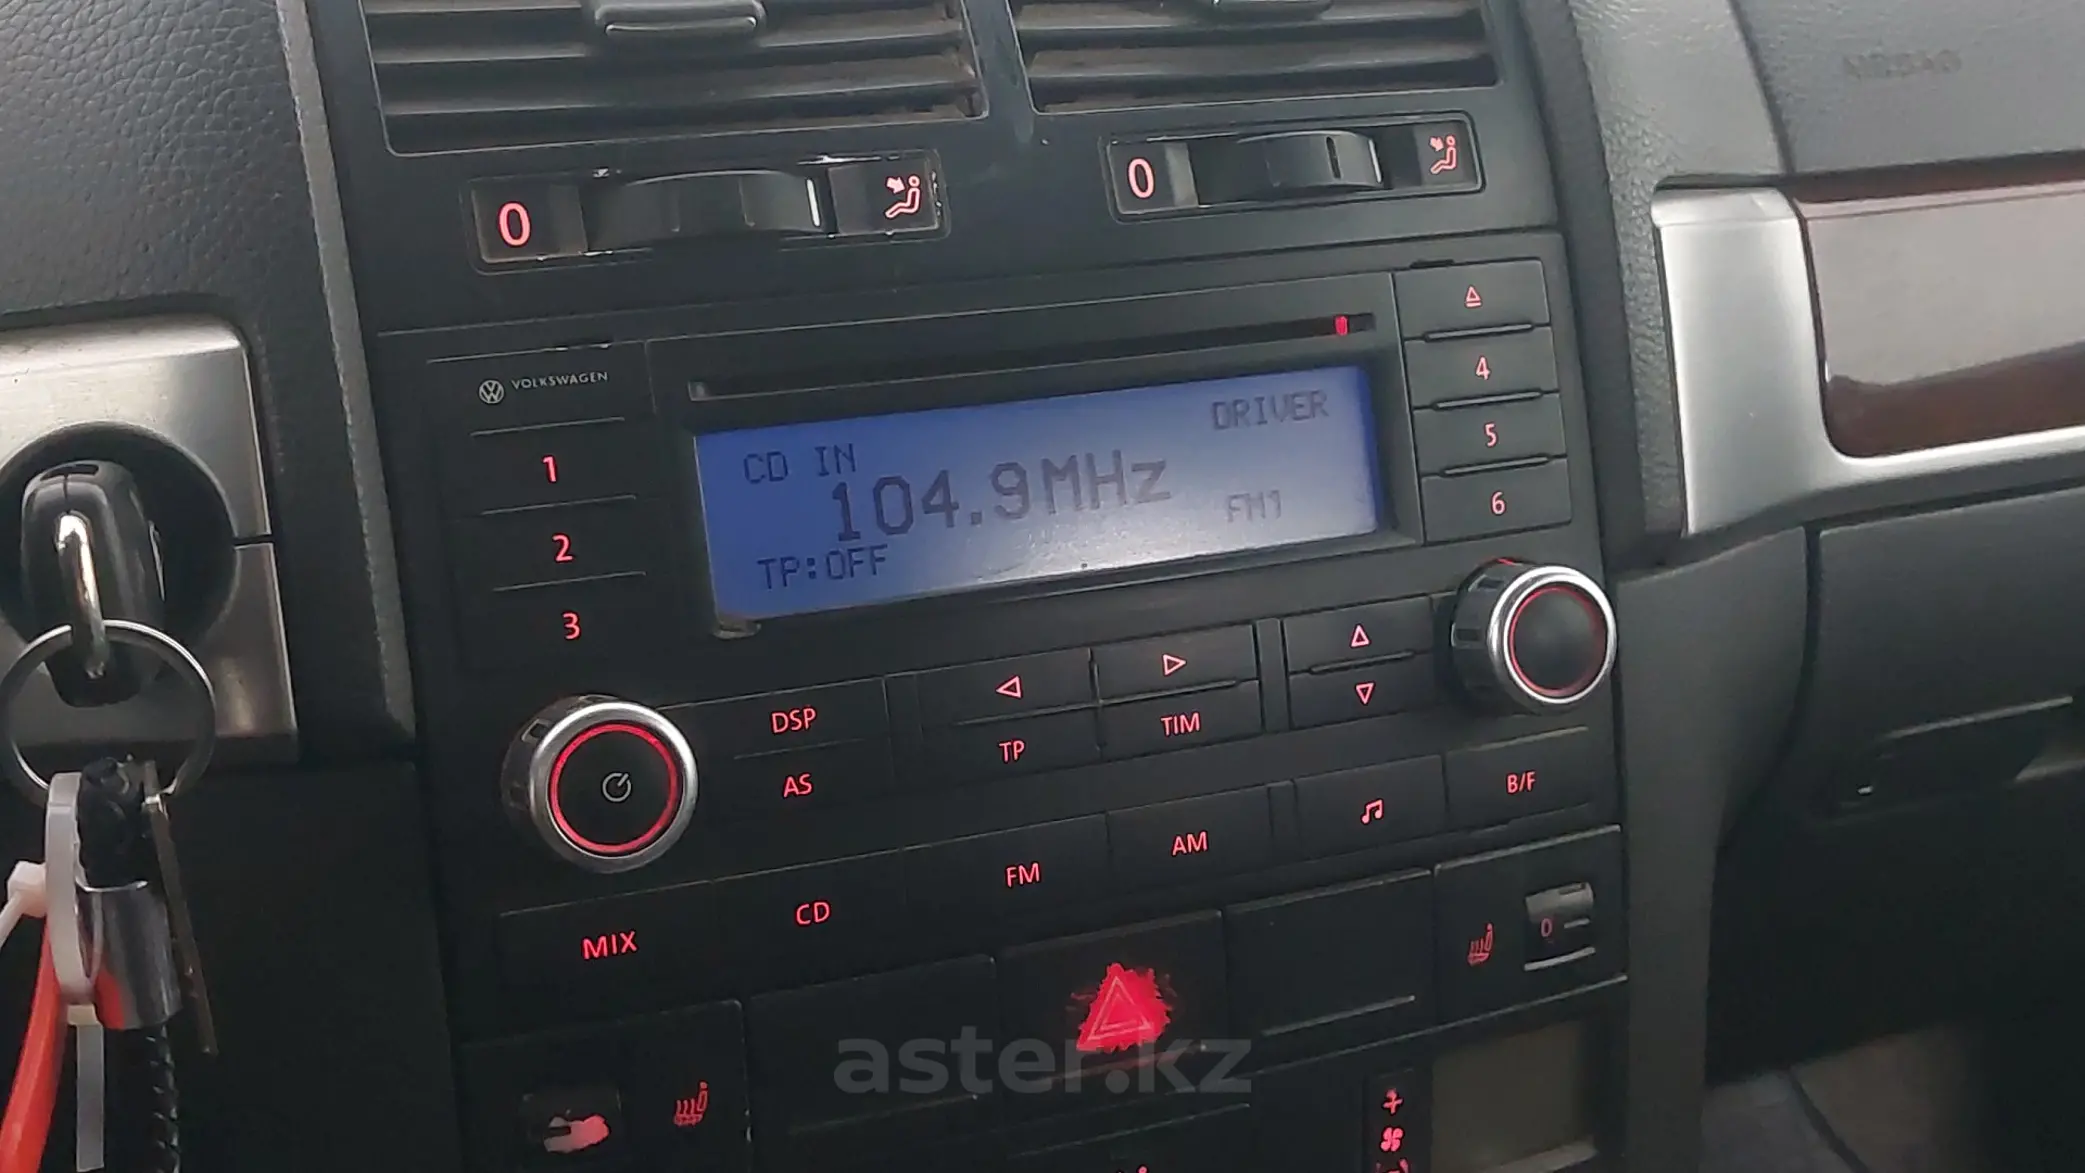 0
0
VOLKSWAGEN
1
2
3
CD IN
DRIVER
104.9MHz
FM1
TP:OFF
4
5
6
DSP
AS
TP
TIM
MIX
CD
FM
AM
B/F
0
aster.kz